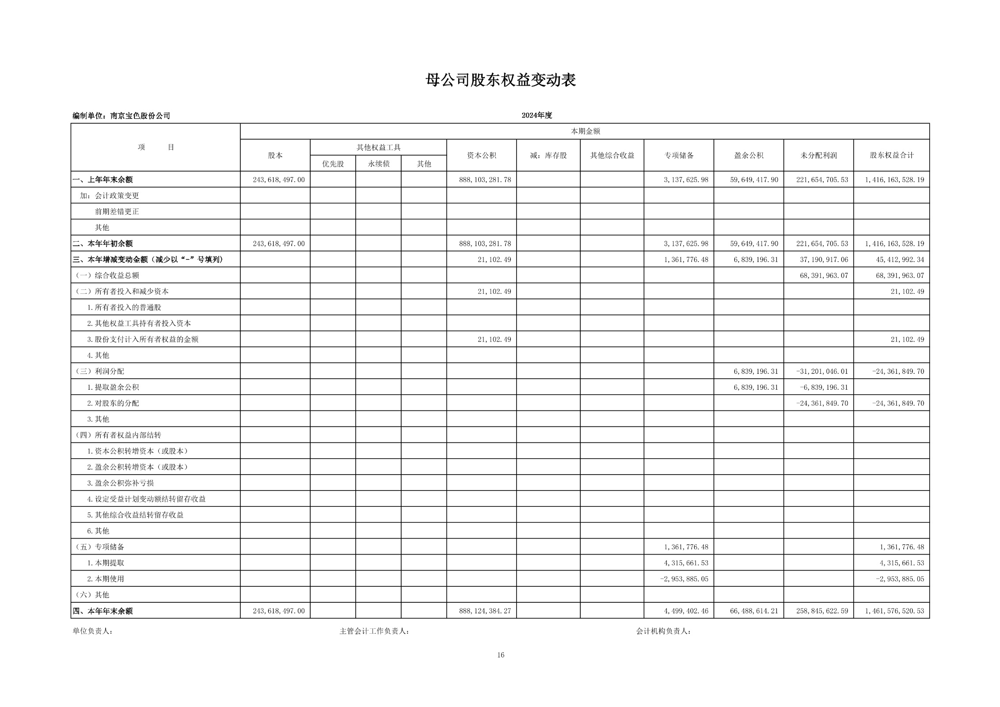 母公司股东权益变动表
编制单位：南京宝色股份公司 2024年度
项 目 本期金额
股本 其他权益工具 资本公积 减：库存股 其他综合收益 专项储备 盈余公积 未分配利润 股东权益合计
优先股 永续债 其他
一、上年年末余额 243,618,497.00 888,103,281.78 3,137,625.98 59,649,417.90 221,654,705.53 1,416,163,528.19
加：会计政策变更
前期差错更正
其他
二、本年年初余额 243,618,497.00 888,103,281.78 3,137,625.98 59,649,417.90 221,654,705.53 1,416,163,528.19
三、本年增减变动金额（减少以“-”号填列） 21,102.49 1,361,776.48 6,839,196.31 37,190,917.06 45,412,992.34
（一）综合收益总额 68,391,963.07 68,391,963.07
（二）所有者投入和减少资本 21,102.49 21,102.49
1.所有者投入的普通股
2.其他权益工具持有者投入资本
3.股份支付计入所有者权益的金额 21,102.49 21,102.49
4.其他
（三）利润分配 6,839,196.31 -31,201,046.01 -24,361,849.70
1.提取盈余公积 6,839,196.31 -6,839,196.31
2.对股东的分配 -24,361,849.70 -24,361,849.70
3.其他
（四）所有者权益内部结转
1.资本公积转增资本（或股本）
2.盈余公积转增资本（或股本）
3.盈余公积弥补亏损
4.设定受益计划变动额结转留存收益
5.其他综合收益结转留存收益
6.其他
（五）专项储备 1,361,776.48 1,361,776.48
1.本期提取 4,315,661.53 4,315,661.53
2.本期使用 -2,953,885.05 -2,953,885.05
（六）其他
四、本年年末余额 243,618,497.00 888,124,384.27 4,499,402.46 66,488,614.21 258,845,622.59 1,461,576,520.53
单位负责人： 主管会计工作负责人： 会计机构负责人：
16